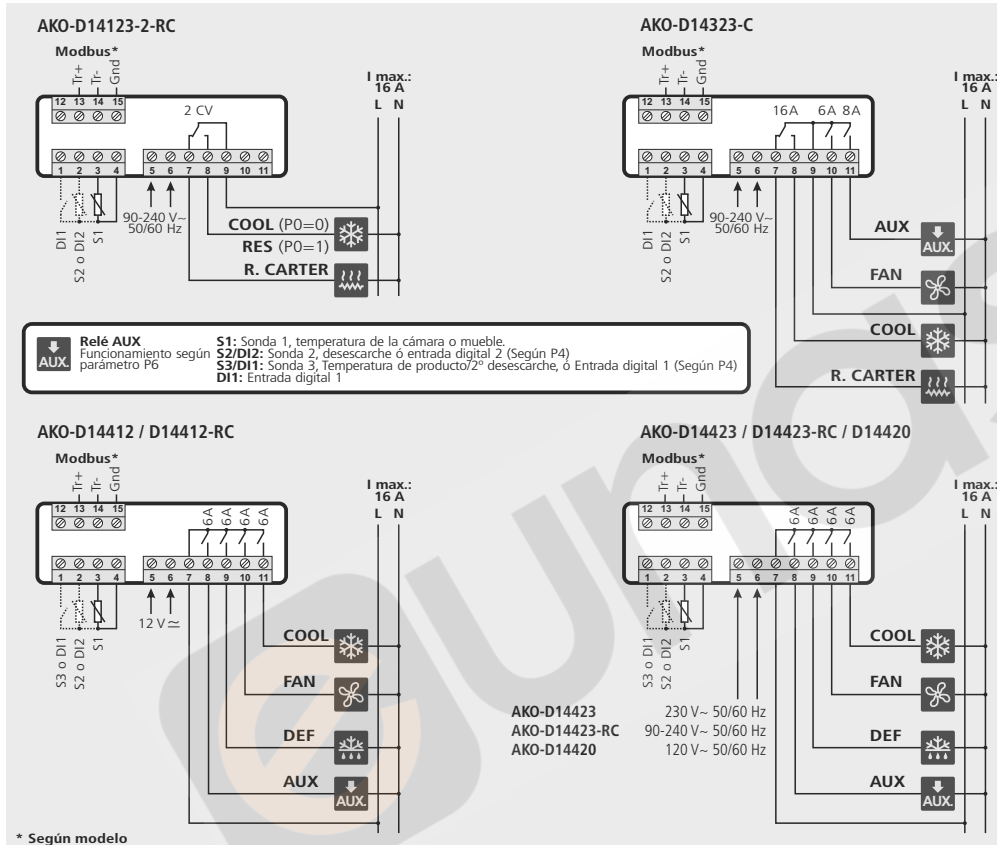 AKO-D14123-2-RC
Modbus*
Tr+
Tr-
Gnd
I max.:
16 A
L N
12 13 14 15
2 CV
1 2 3 4 5 6 7 8 9 10 11
DI1
S2 o DI2
S1
90-240 V~
50/60 Hz
COOL (P0=0)
RES (P0=1)
R. CARTER
AKO-D14323-C
Modbus*
Tr+
Tr-
Gnd
I max.:
16 A
L N
12 13 14 15
16A 6A 8A
1 2 3 4 5 6 7 8 9 10 11
DI1
S2 o DI2
S1
90-240 V~
50/60 Hz
AUX
AUX.
FAN
COOL
R. CARTER
AUX.
Relé AUX
Funcionamiento según
parámetro P6
S1: Sonda 1, temperatura de la cámara o mueble.
S2/DI2: Sonda 2, desescarche ó entrada digital 2 (Según P4)
S3/DI1: Sonda 3, Temperatura de producto/2º desescarche, ó Entrada digital 1 (Según P4)
DI1: Entrada digital 1
AKO-D14412 / D14412-RC
Modbus*
Tr+
Tr-
Gnd
I max.:
16 A
L N
12 13 14 15
6A 6A 6A 6A
1 2 3 4 5 6 7 8 9 10 11
S3 o DI1
S2 o DI2
S1
12 V≂
COOL
FAN
DEF
AUX
AUX.
AKO-D14423 / D14423-RC / D14420
Modbus*
Tr+
Tr-
Gnd
I max.:
16 A
L N
12 13 14 15
6A 6A 6A 6A
1 2 3 4 5 6 7 8 9 10 11
S3 o DI1
S2 o DI2
S1
AKO-D14423 230 V~ 50/60 Hz
AKO-D14423-RC 90-240 V~ 50/60 Hz
AKO-D14420 120 V~ 50/60 Hz
COOL
FAN
DEF
AUX
AUX.
* Según modelo